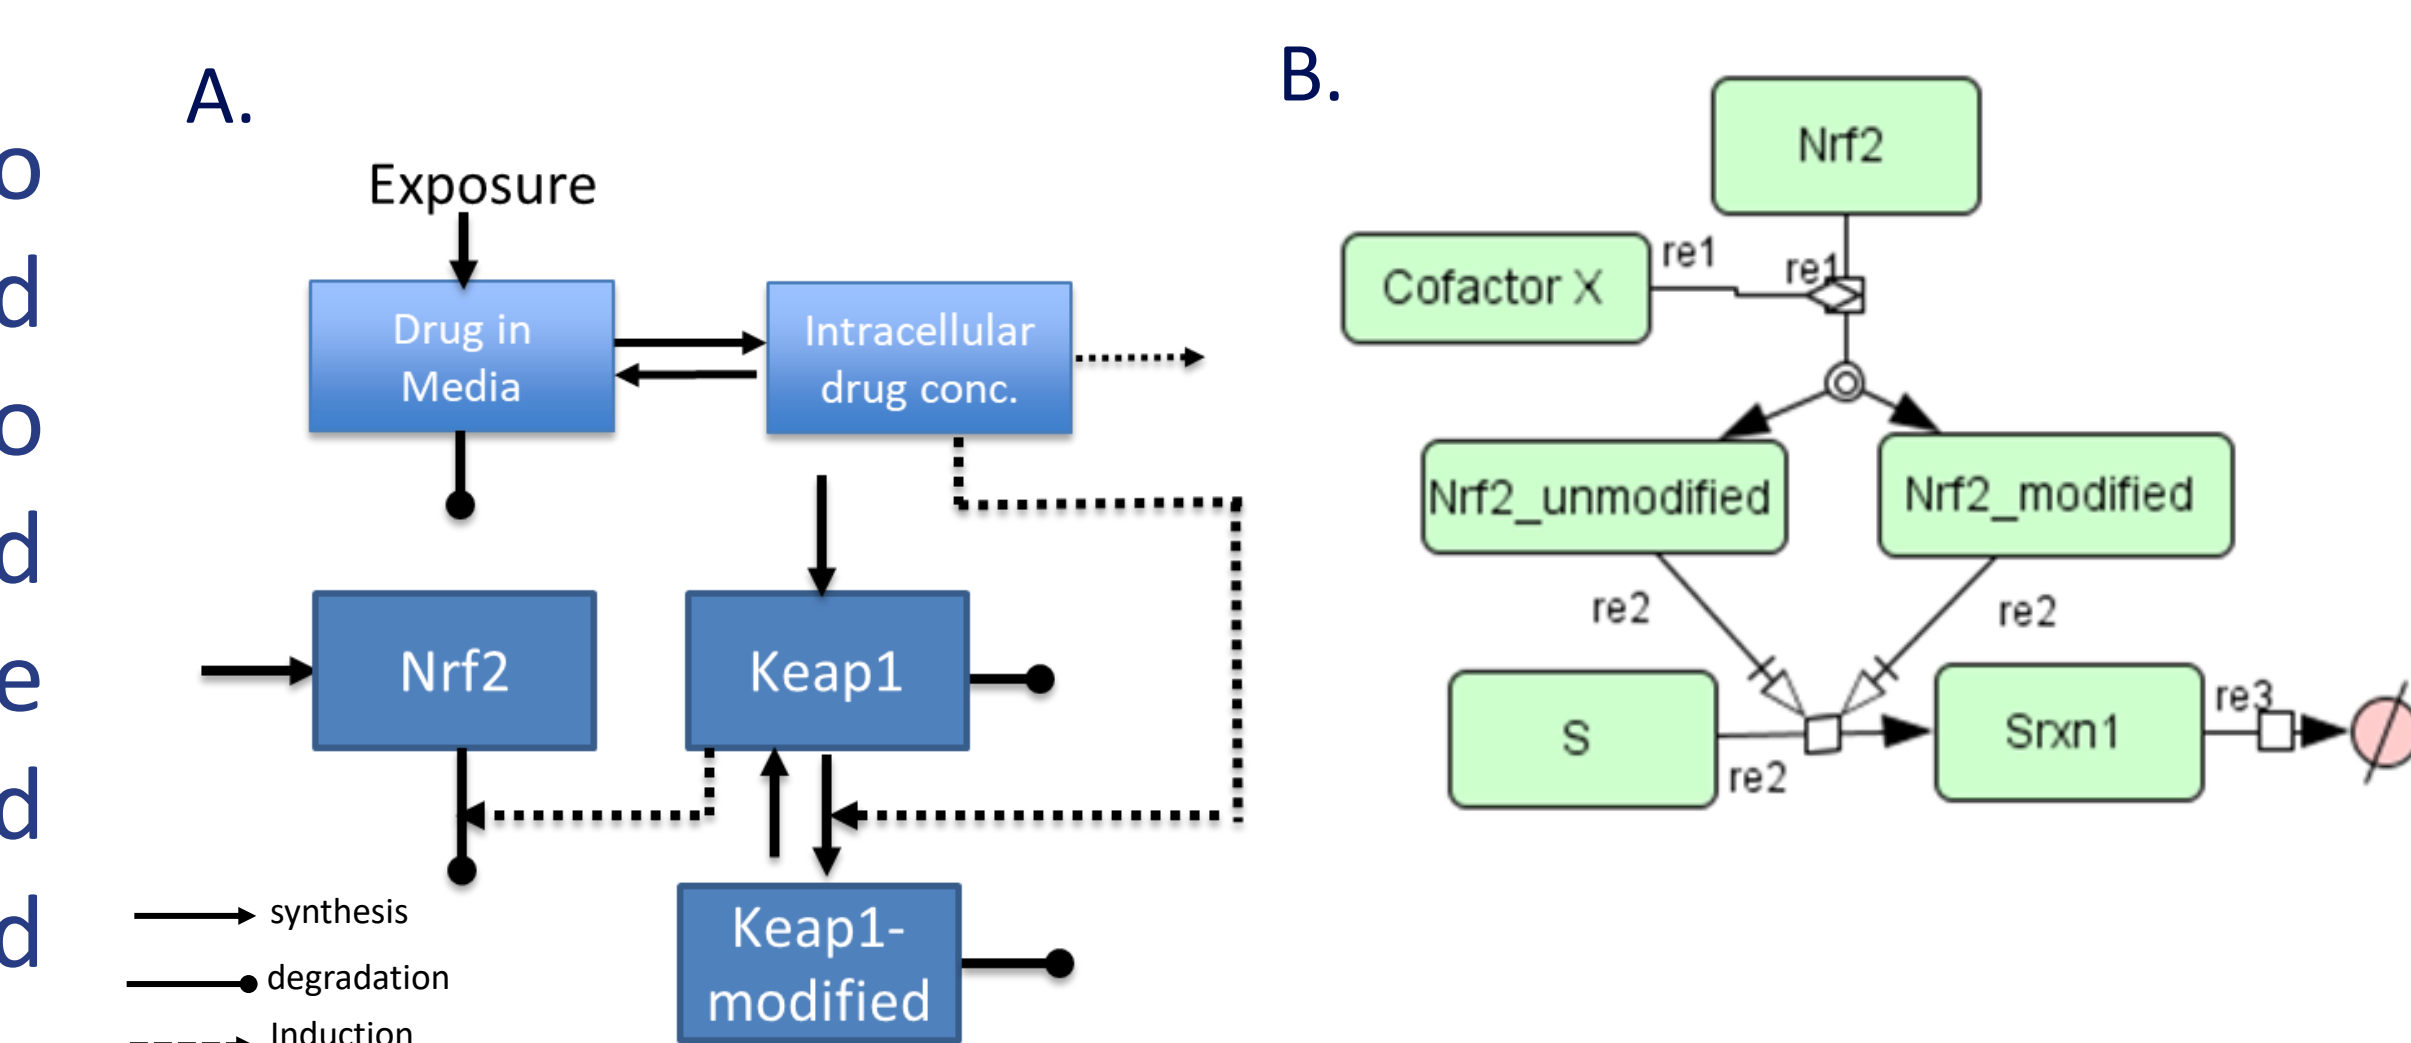 A.
Exposure
Drug in
Media
Intracellular
drug conc.
Nrf2
Keap1
Keap1-
modified
synthesis
degradation
Induction
B.
Nrf2
Cofactor X
re1
re1
Nrf2_unmodified
Nrf2_modified
re2
re2
S
re2
Srxn1
re3
o
d
o
d
e
d
d